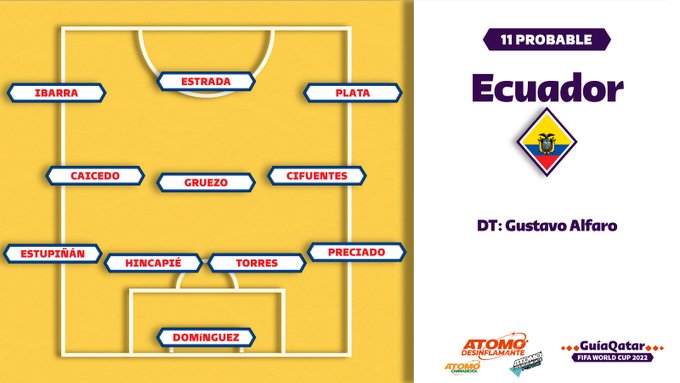 ESTRADA
IBARRA
PLATA
CAICEDO
GRUEZO
CIFUENTES
ESTUPIÑÁN
HINCAPIÉ
TORRES
PRECIADO
DOMíNGUEZ
11 PROBABLE
Ecuador
DT: Gustavo Alfaro
ATOMO
DESINFLAMANTE
ATOMO
GuíaQatar
FIFA WORLD CUP 2022